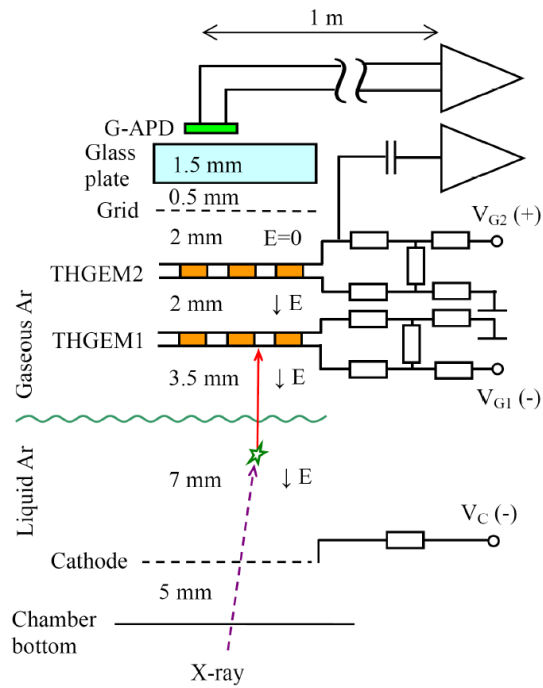 1 m
G-APD
Glass
plate
1.5 mm
0.5 mm
Grid
2 mm
E=0
V_G2 (+)
THGEM2
2 mm
↓ E
THGEM1
3.5 mm
↓ E
V_G1 (-)
Gaseous Ar
Liquid Ar
7 mm
↓ E
V_C (-)
Cathode
5 mm
Chamber
bottom
X-ray